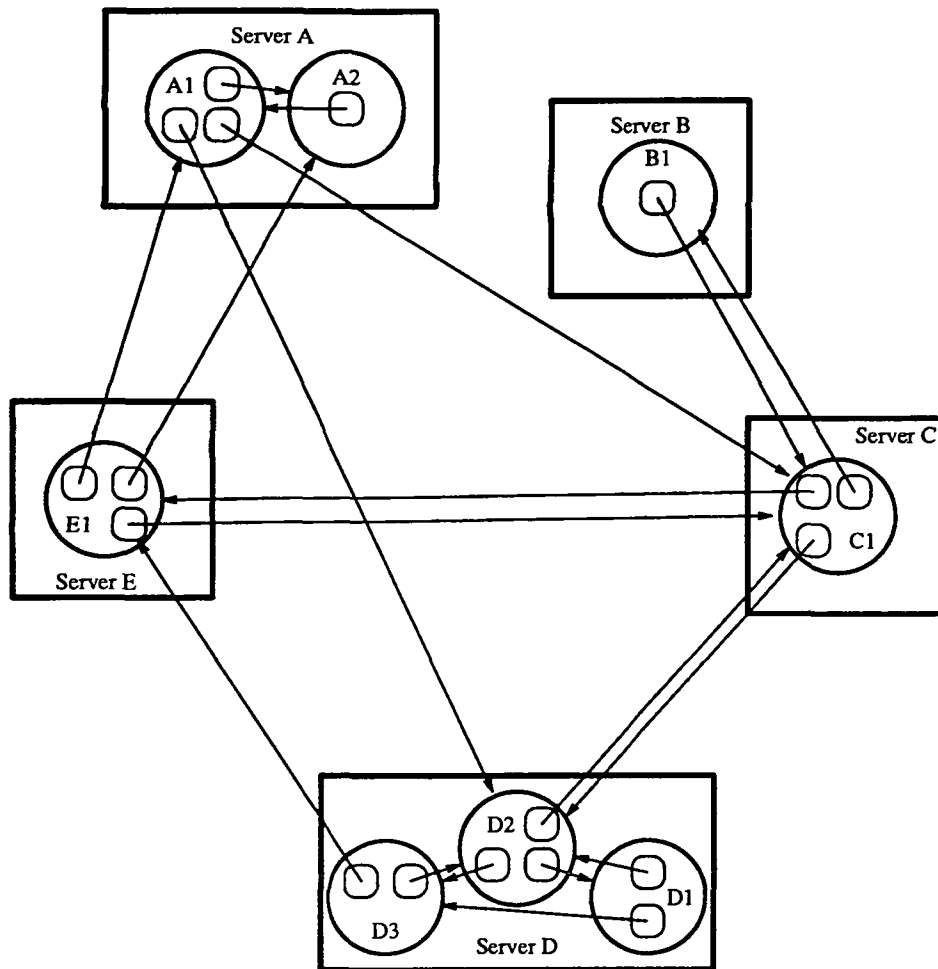 Server A
A1
A2
Server B
B1
Server C
C1
E1
Server E
D2
D1
D3
Server D